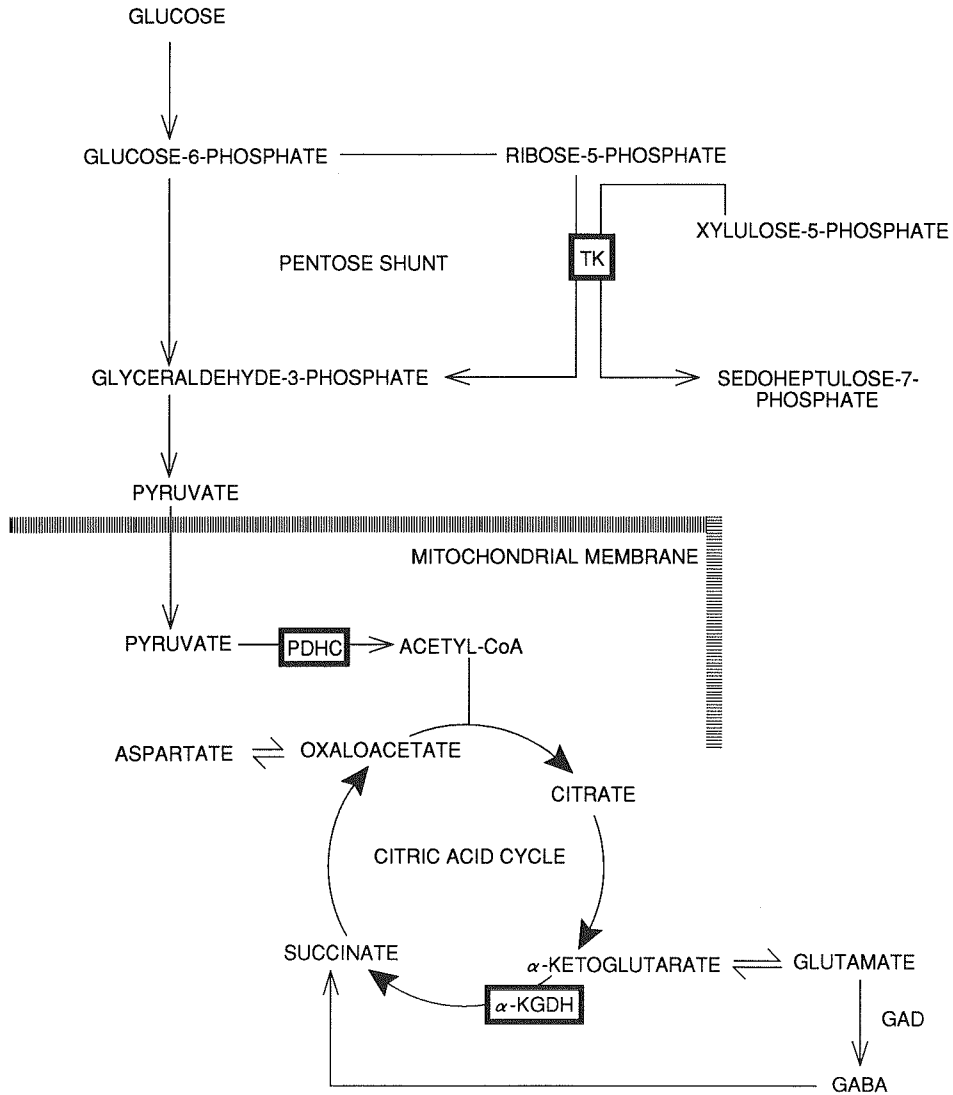 GLUCOSE
GLUCOSE-6-PHOSPHATE
RIBOSE-5-PHOSPHATE
XYLULOSE-5-PHOSPHATE
TK
PENTOSE SHUNT
GLYCERALDEHYDE-3-PHOSPHATE
SEDOHEPTULOSE-7-
PHOSPHATE
PYRUVATE
MITOCHONDRIAL MEMBRANE
PYRUVATE
PDHC
ACETYL-CoA
ASPARTATE
OXALOACETATE
CITRATE
CITRIC ACID CYCLE
SUCCINATE
α-KETOGLUTARATE
GLUTAMATE
α-KGDH
GAD
GABA